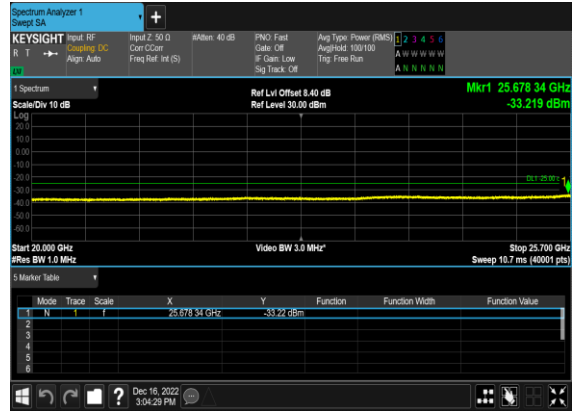 Spectrum Analyzer 1
Swept SA
+
KEYSIGHT Input: RF Input Z: 50 Ω #Atten: 40 dB PNO: Fast Avg Type: Power (RMS) 1 2 3 4 5 6
R T Coupling: DC Corr CCorr Gate: Off Avg|Hold: 100/100 A W W W W W
Align: Auto Freq Ref: Int (S) IF Gain: Low Trig: Free Run
Sig Track: Off A N N N N N
1 Spectrum Ref Lvl Offset 8.40 dB Mkr1 25.678 34 GHz
Scale/Div 10 dB Ref Level 30.00 dBm -33.219 dBm
Log
20.0
10.0
0.00
-10.0
-20.0
DL1 -25.00 1
-30.0
-40.0
-50.0
-60.0
Start 20.000 GHz Video BW 3.0 MHz* Stop 25.700 GHz
#Res BW 1.0 MHz Sweep 10.7 ms (40001 pts)
5 Marker Table
Mode Trace Scale X Y Function Function Width Function Value
1 N 1 f 25.678 34 GHz -33.22 dBm
2
3
4
5
6
? Dec 16, 2022
3:04:29 PM